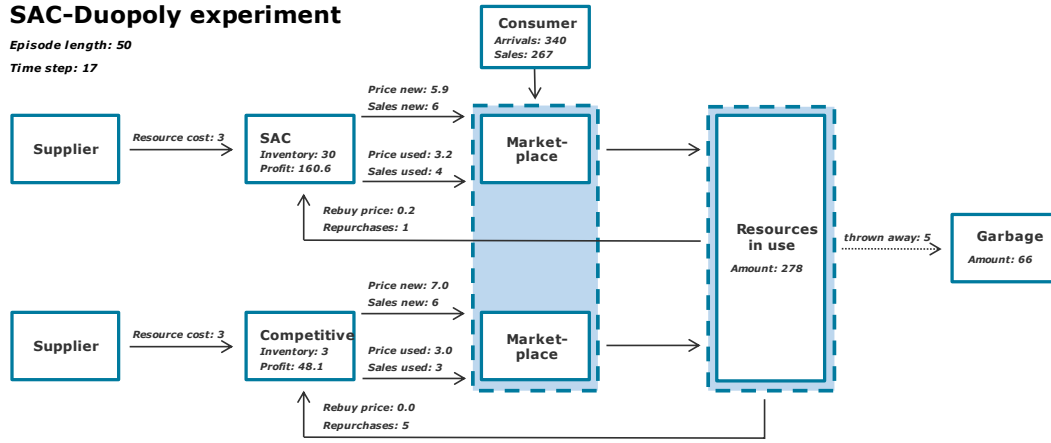 SAC-Duopoly experiment
Episode length: 50
Time step: 17
Consumer
Arrivals: 340
Sales: 267
Supplier
Resource cost: 3
SAC
Inventory: 30
Profit: 160.6
Price new: 5.9
Sales new: 6
Price used: 3.2
Sales used: 4
Market-
place
Rebuy price: 0.2
Repurchases: 1
Resources
in use
Amount: 278
thrown away: 5
Garbage
Amount: 66
Supplier
Resource cost: 3
Competitive
Inventory: 3
Profit: 48.1
Price new: 7.0
Sales new: 6
Price used: 3.0
Sales used: 3
Market-
place
Rebuy price: 0.0
Repurchases: 5